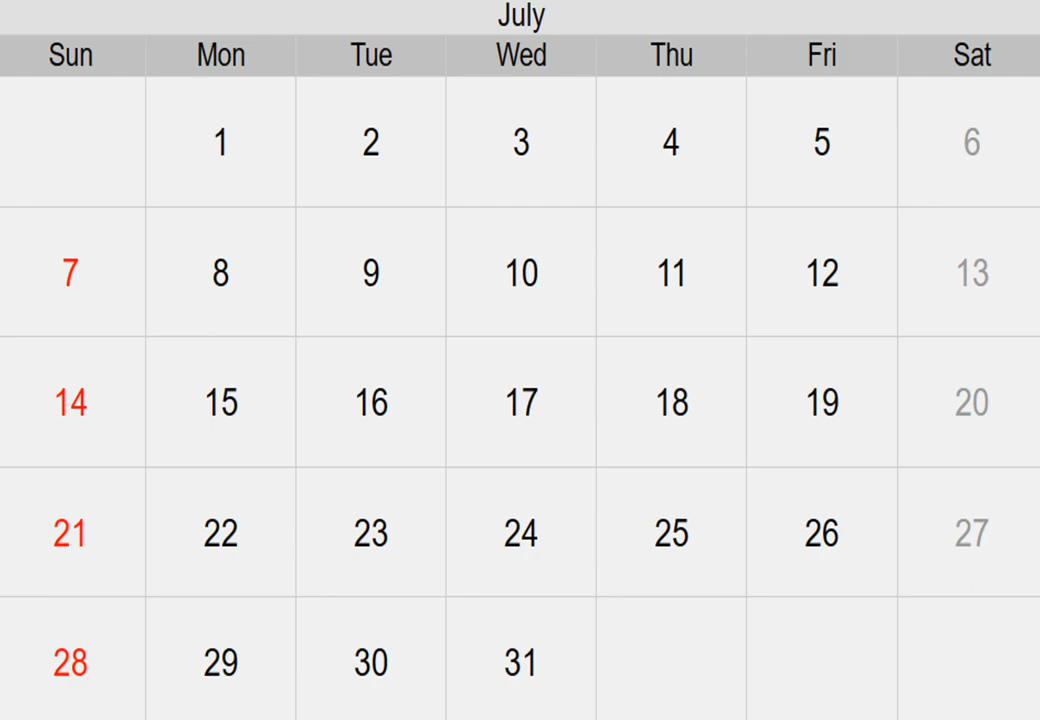 July
Sun Mon Tue Wed Thu Fri Sat
1 2 3 4 5 6
7 8 9 10 11 12 13
14 15 16 17 18 19 20
21 22 23 24 25 26 27
28 29 30 31